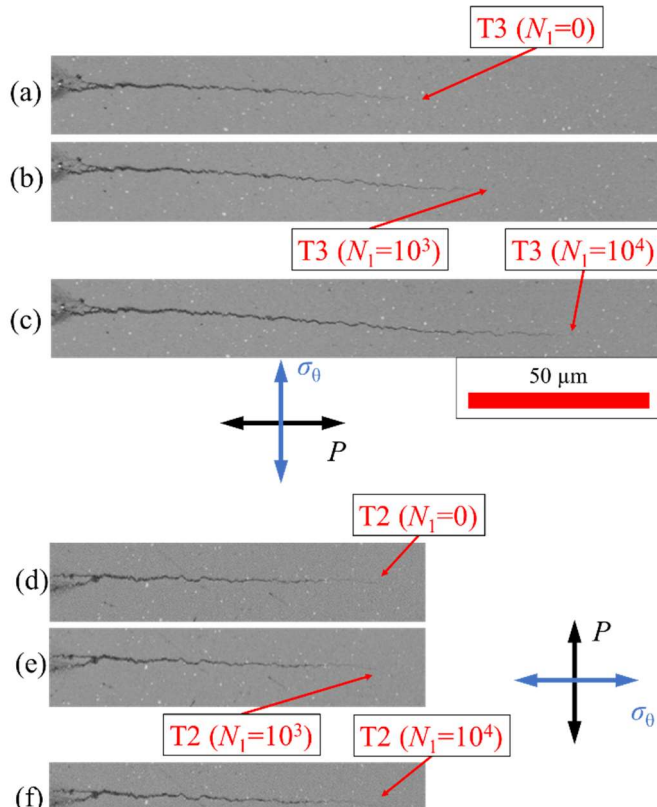 T3 (N₁=0)
(a)
(b)
T3 (N₁=10³)
T3 (N₁=10⁴)
(c)
σθ
50 µm
P
T2 (N₁=0)
(d)
P
(e)
σθ
T2 (N₁=10³)
T2 (N₁=10⁴)
(f)